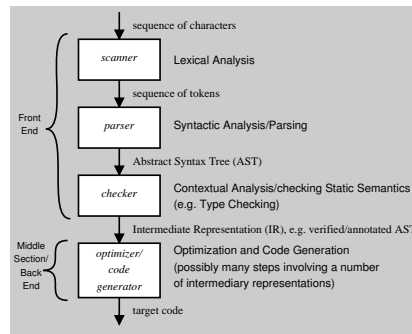 sequence of characters
scanner
Lexical Analysis
sequence of tokens
Front
End
parser
Syntactic Analysis/Parsing
Abstract Syntax Tree (AST)
checker
Contextual Analysis/checking Static Semantics
(e.g. Type Checking)
Intermediate Representation (IR), e.g. verified/annotated AST
Middle
Section/
Back
End
optimizer/
code
generator
Optimization and Code Generation
(possibly many steps involving a number
of intermediary representations)
target code